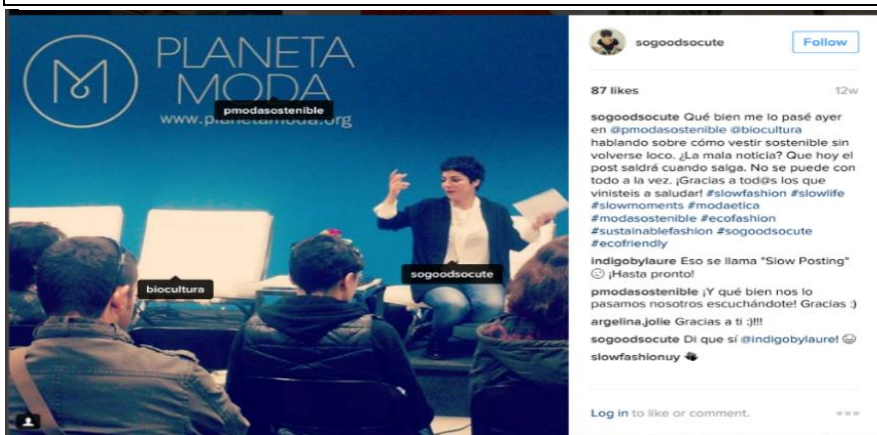 PLANETA
MODA
pmodasostenible
www.planetamoda.org
biocultura
sogoodsocute
sogoodsocute
Follow
87 likes
12w
sogoodsocute Qué bien me lo pasé ayer
en @pmodasostenible @biocultura
hablando sobre cómo vestir sostenible sin
volverse loco. ¿La mala noticia? Que hoy el
post saldrá cuando salga. No se puede con
todo a la vez. ¡Gracias a tod@s los que
vinisteis a saludar! #slowfashion #slowlife
#slowmoments #modaetica
#modasostenible #ecofashion
#sustainablefashion #sogoodsocute
#ecofriendly
indigobylaure Eso se llama "Slow Posting"
☺ ¡Hasta pronto!
pmodasostenible ¡Y qué bien nos lo
pasamos nosotros escuchándote! Gracias :)
argelina.jolie Gracias a ti :)!!!
sogoodsocute Di que sí @indigobylaure! 😄
slowfashionuy 👏
Log in to like or comment.